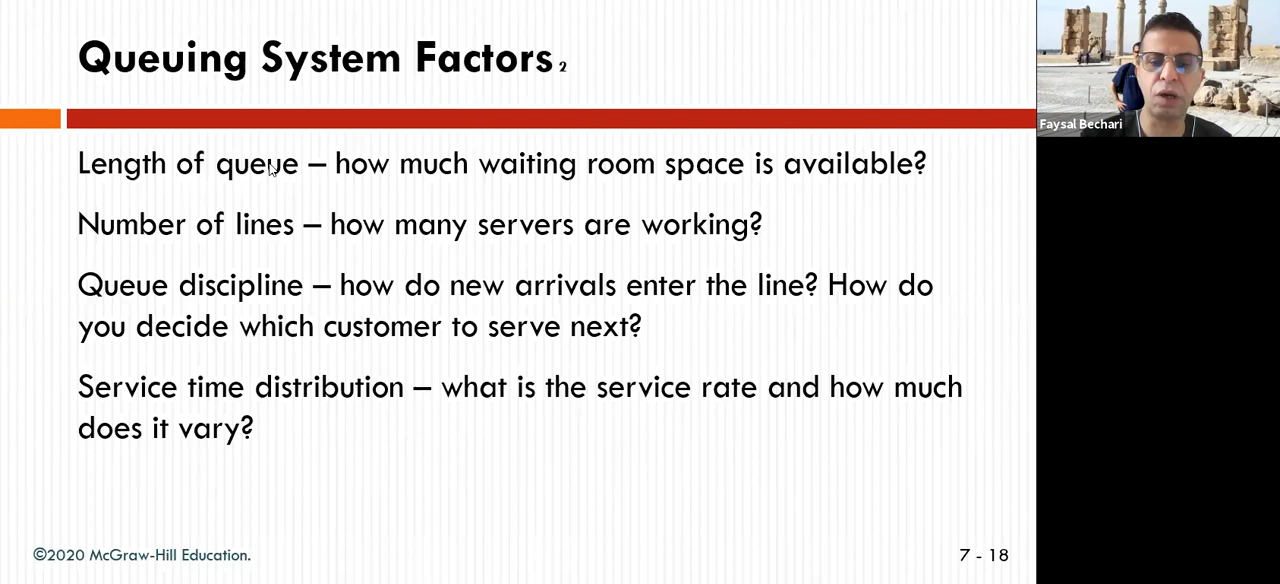 Queuing System Factors 2
Length of queue – how much waiting room space is available?
Number of lines – how many servers are working?
Queue discipline – how do new arrivals enter the line? How do
you decide which customer to serve next?
Service time distribution – what is the service rate and how much
does it vary?
©2020 McGraw-Hill Education.
7 - 18
Faysal Bechari